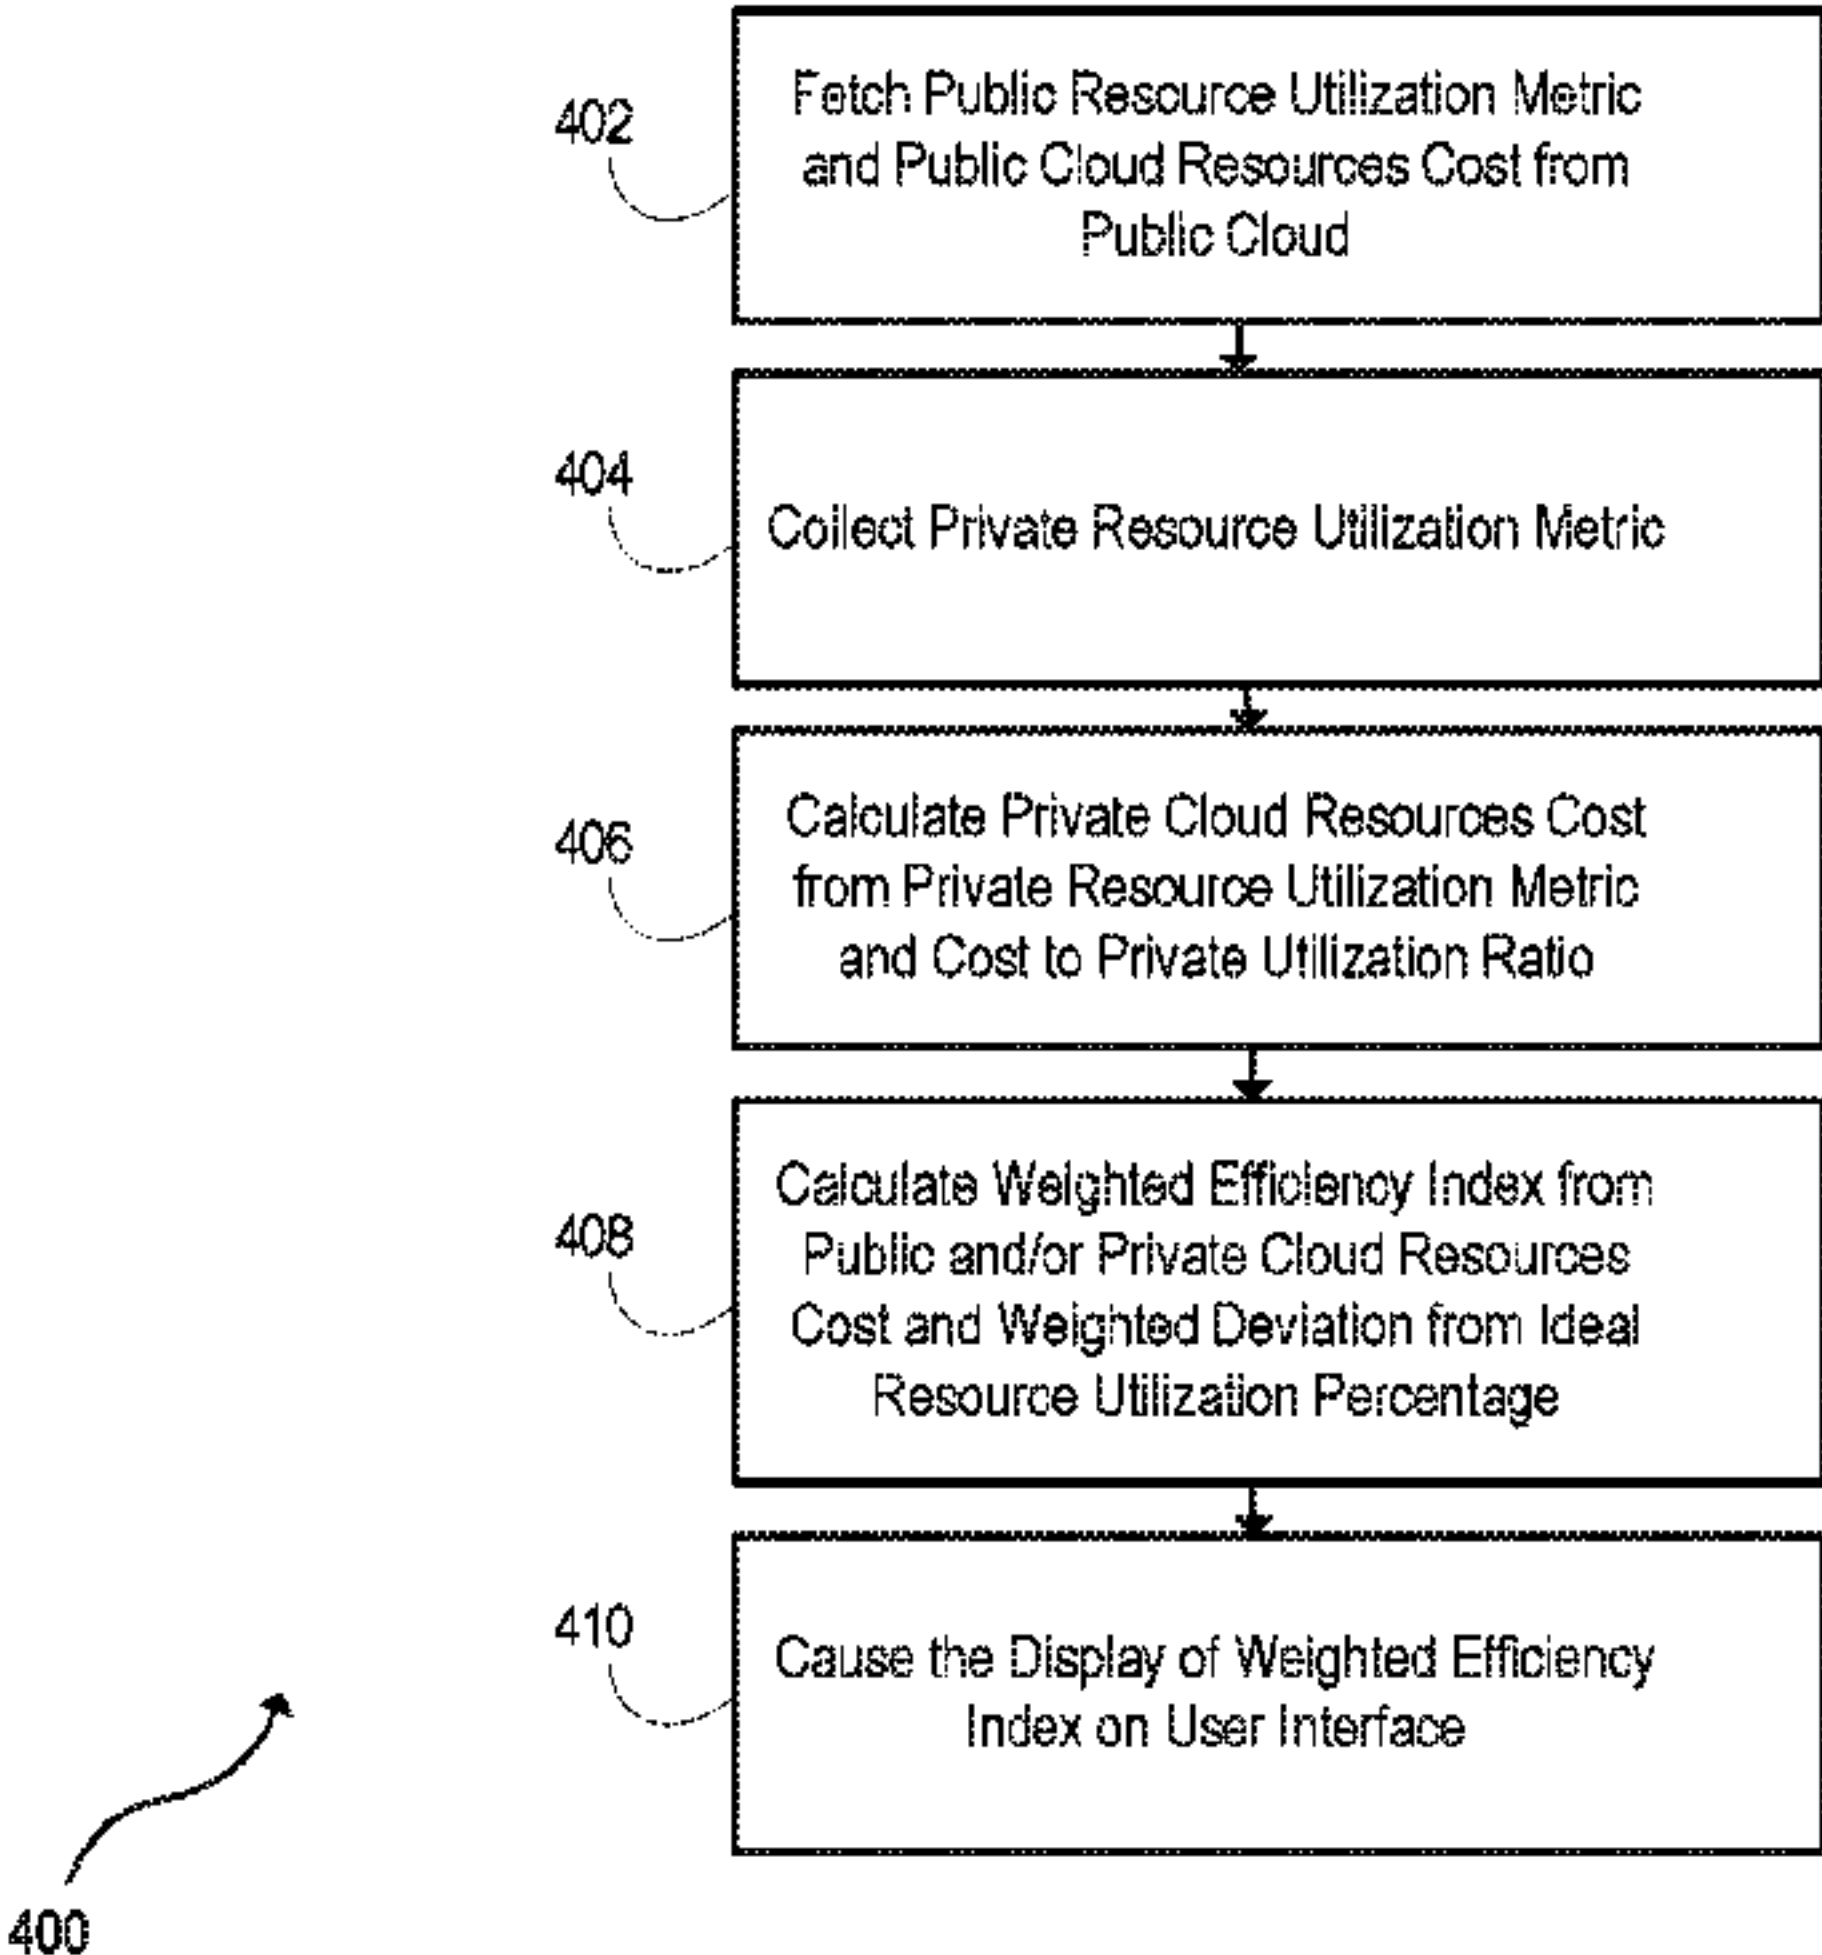 402
Fetch Public Resource Utilization Metric
and Public Cloud Resources Cost from
Public Cloud
404
Collect Private Resource Utilization Metric
406
Calculate Private Cloud Resources Cost
from Private Resource Utilization Metric
and Cost to Private Utilization Ratio
408
Calculate Weighted Efficiency Index from
Public and/or Private Cloud Resources
Cost and Weighted Deviation from Ideal
Resource Utilization Percentage
410
Cause the Display of Weighted Efficiency
Index on User Interface
400